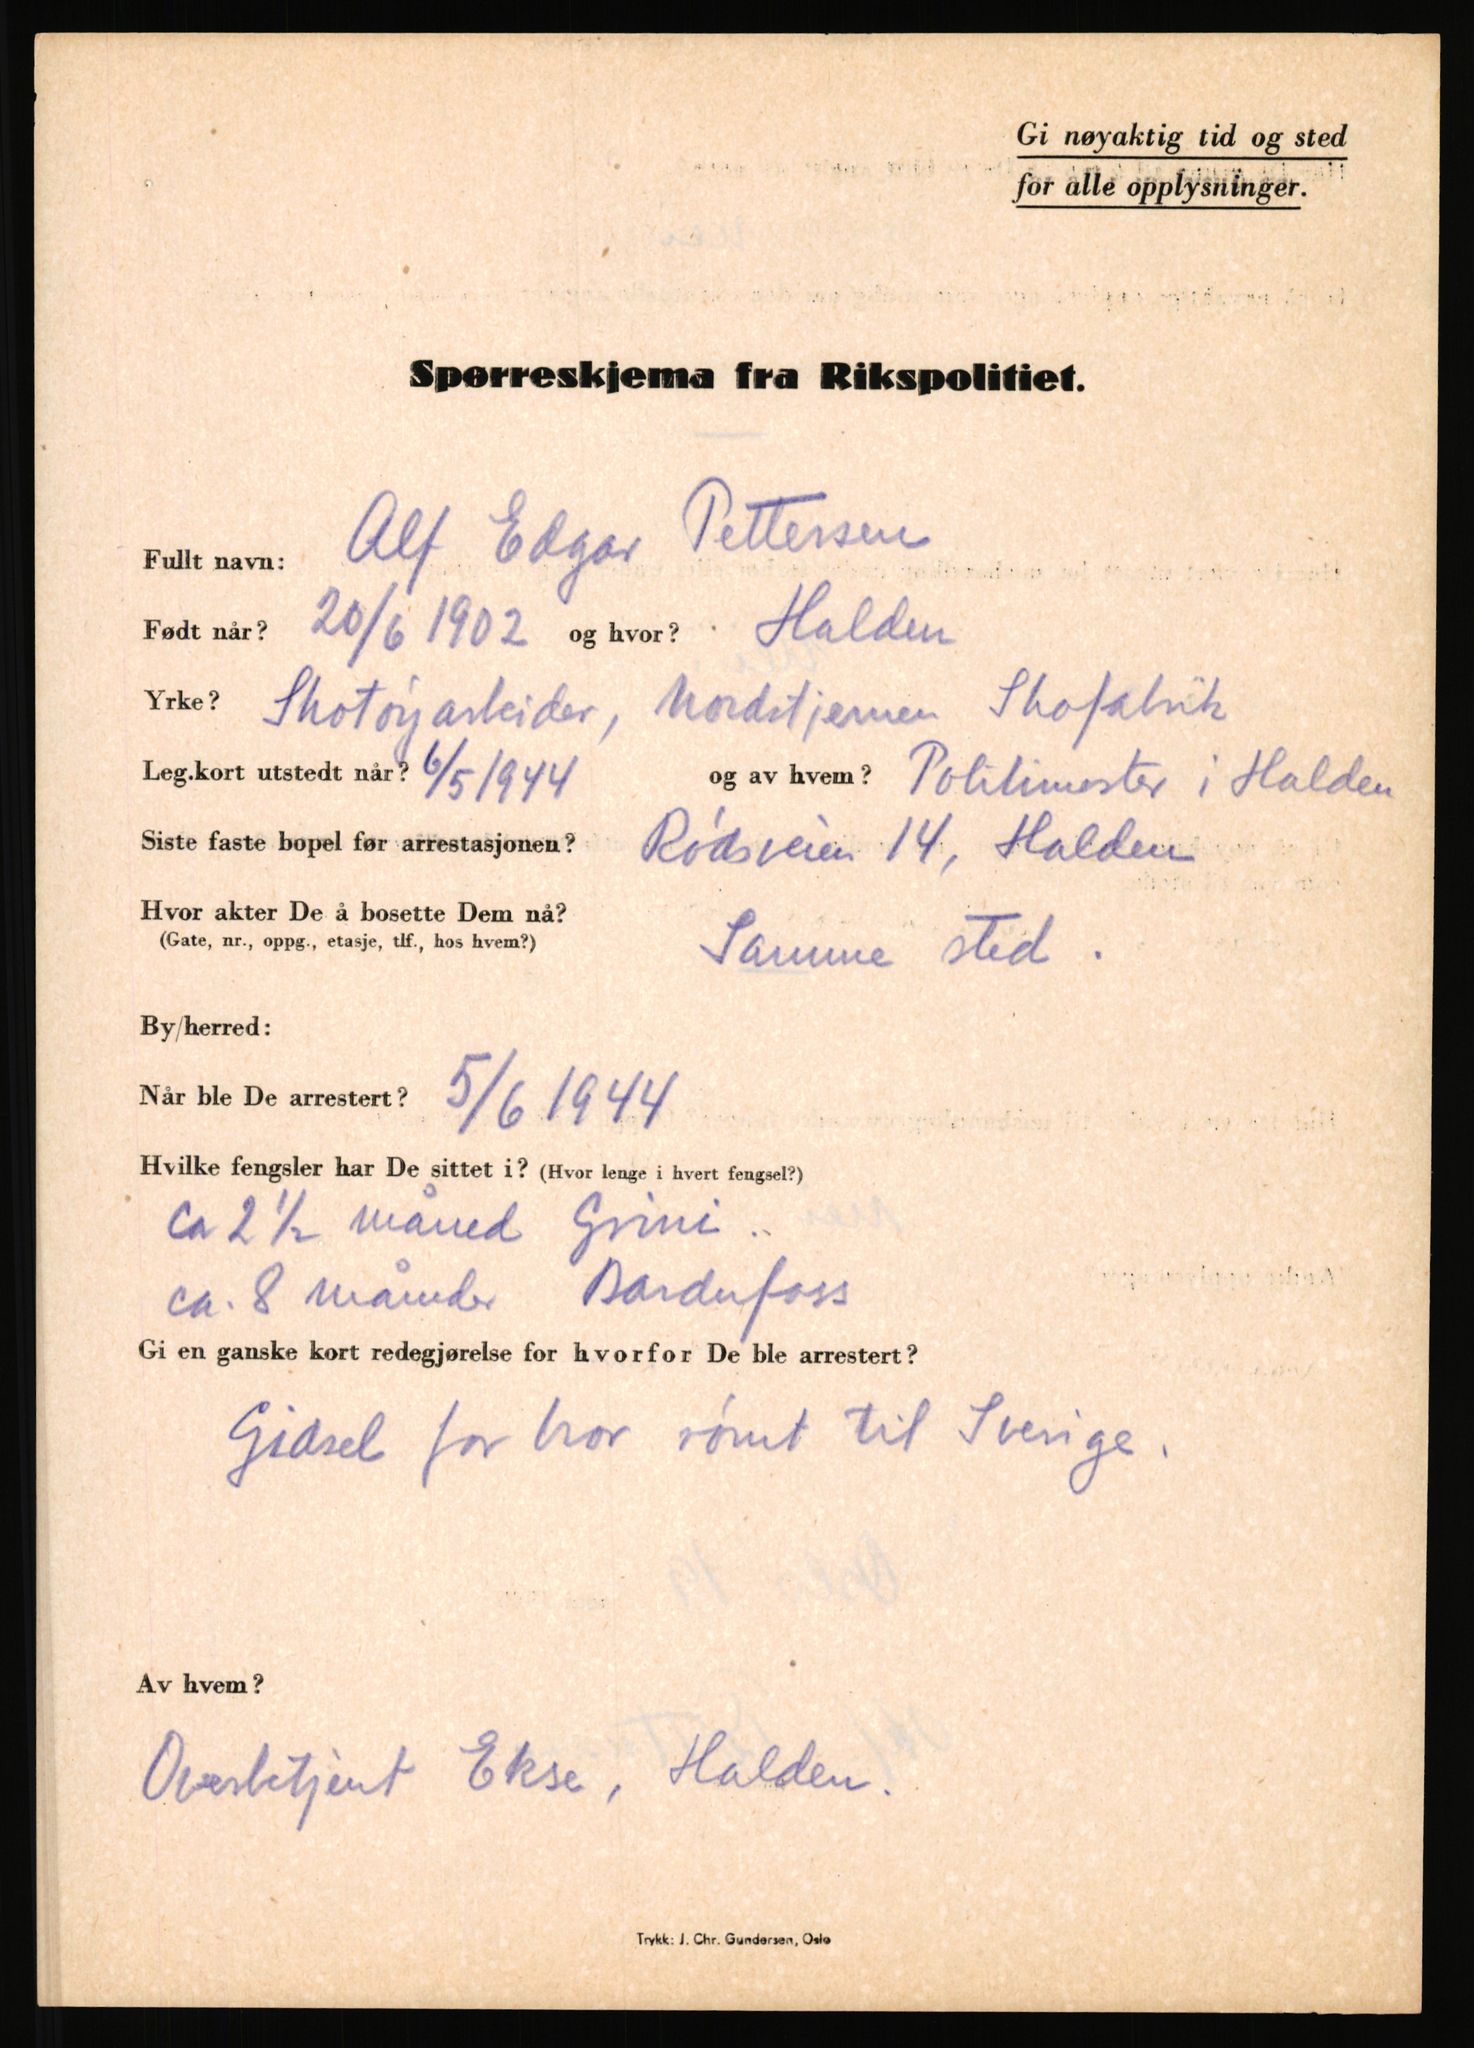 Gi nøyaktig tid og sted
for alle opplysninger.
Spørreskjema fra Rikspolitiet.
Fullt navn: Alf Edgar Pettersen
Født når? 20/6 1902 og hvor? Halden
Yrke? Skotøyarbeider, Nordstjernen Skofabrik
Leg.kort utstedt når? 6/5 1944 og av hvem? Politimester i Halden
Siste faste bopel før arrestasjonen? Rødsveien 14, Halden
Hvor akter De å bosette Dem nå? Samme sted.
(Gate, nr., oppg., etasje, tlf., hos hvem?)
By/herred:
Når ble De arrestert? 5/6 1944
Hvilke fengsler har De sittet i? (Hvor lenge i hvert fengsel?)
ca 2 1/2 måned Grini..
ca. 8 måneder Bardufoss
Gi en ganske kort redegjørelse for hvorfor De ble arrestert?
Gidsel for bror rømt til Sverige.
Av hvem?
Overbetjent Ekse, Halden.
Trykk: J. Chr. Gundersen, Oslo